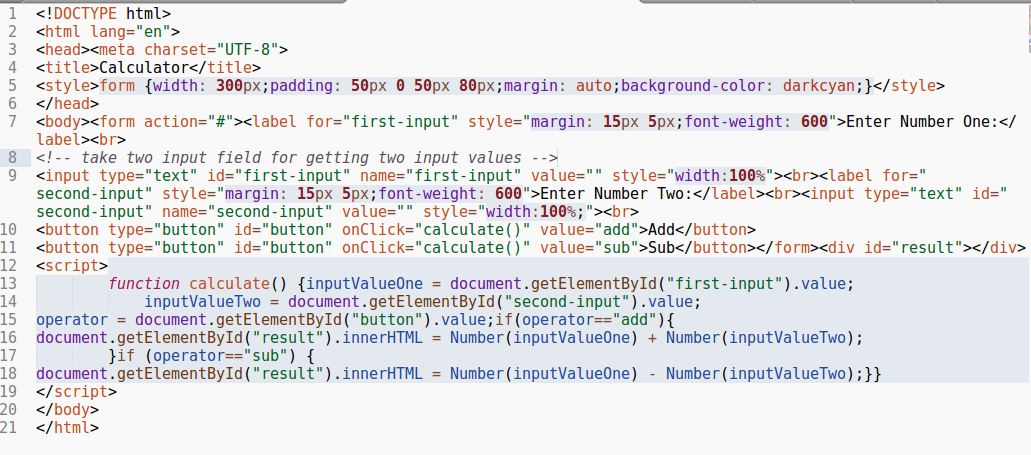 1 <!DOCTYPE html>
2 <html lang="en">
3 <head><meta charset="UTF-8">
4 <title>Calculator</title>
5 <style>form {width: 300px;padding: 50px 0 50px 80px;margin: auto;background-color: darkcyan;}</style>
6 </head>
7 <body><form action="#"><label for="first-input" style="margin: 15px 5px;font-weight: 600">Enter Number One:</
label><br>
8 <!-- take two input field for getting two input values -->
9 <input type="text" id="first-input" name="first-input" value="" style="width:100%"><br><label for="
second-input" style="margin: 15px 5px;font-weight: 600">Enter Number Two:</label><br><input type="text" id="
second-input" name="second-input" value="" style="width:100%;"><br>
10 <button type="button" id="button" onClick="calculate()" value="add">Add</button>
11 <button type="button" id="button" onClick="calculate()" value="sub">Sub</button></form><div id="result"></div>
12 <script>
13 function calculate() {inputValueOne = document.getElementById("first-input").value;
14 inputValueTwo = document.getElementById("second-input").value;
15 operator = document.getElementById("button").value;if(operator=="add"){
16 document.getElementById("result").innerHTML = Number(inputValueOne) + Number(inputValueTwo);
17 }if (operator=="sub") {
18 document.getElementById("result").innerHTML = Number(inputValueOne) - Number(inputValueTwo);}}
19 </script>
20 </body>
21 </html>